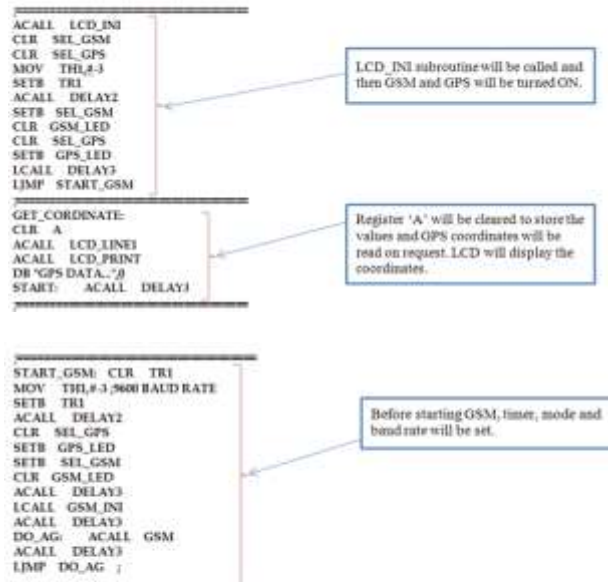 ACALL LCD_INI
CLR SEL_GSM
CLR SEL_GPS
MOV TH1,#-3
SETB TR1
ACALL DELAY2
SETB SEL_GSM
CLR GSM_LED
CLR SEL_GPS
SETB GPS_LED
LCALL DELAY3
LJMP START_GSM
LCD_INI subroutine will be called and
then GSM and GPS will be turned ON.
GET_CORDINATE:
CLR A
ACALL LCD_LINE1
ACALL LCD_PRINT
DB "GPS DATA...",0
START: ACALL DELAY3
Register 'A' will be cleared to store the
values and GPS coordinates will be
read on request. LCD will display the
coordinates.
START_GSM: CLR TR1
MOV TH1,#-3 ;9600 BAUD RATE
SETB TR1
ACALL DELAY2
CLR SEL_GPS
SETB GPS_LED
SETB SEL_GSM
CLR GSM_LED
ACALL DELAY3
LCALL GSM_INI
ACALL DELAY3
DO_AG: ACALL GSM
ACALL DELAY3
LJMP DO_AG ;
Before starting GSM, timer, mode and
baud rate will be set.